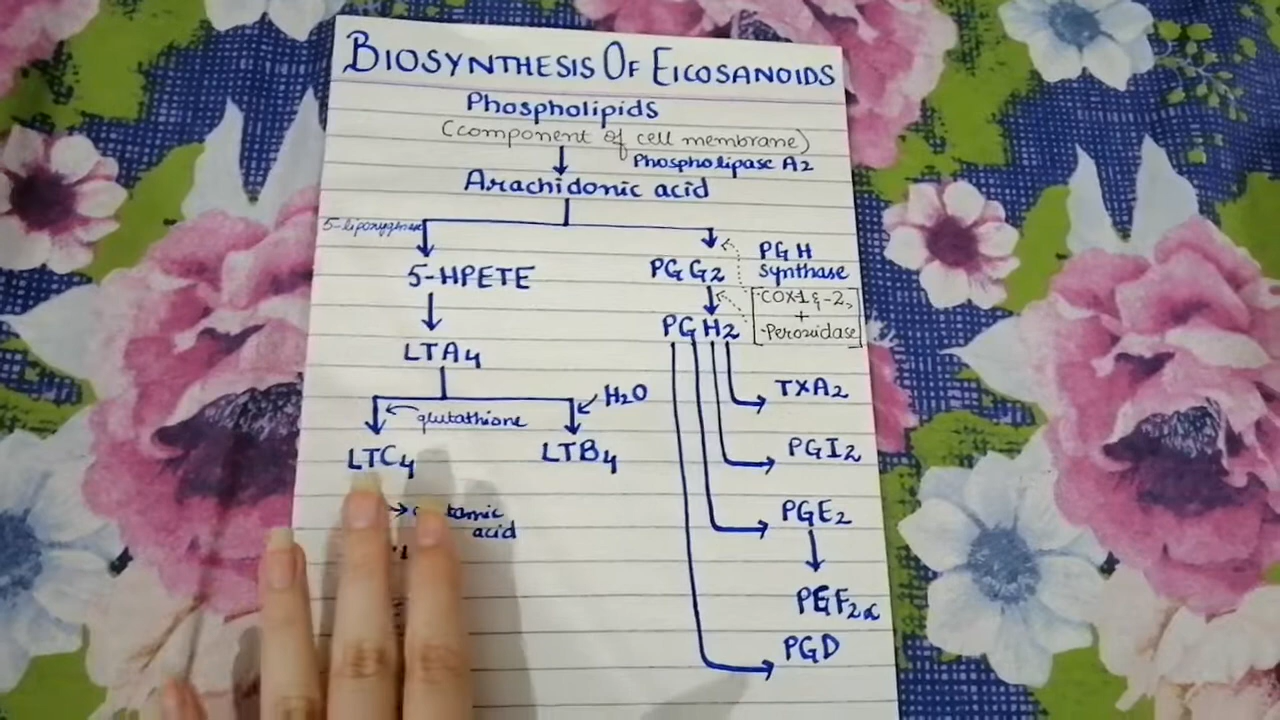 BIOSYNTHESIS OF EICOSANOIDS
Phospholipids
(component of cell membrane)
Phospholipase A2
Arachidonic acid
5-lipoxygenase
PGH
synthase
5-HPETE
PGG2
COX1 & -2,
+
Peroxidase
PGH2
LTA4
TXA2
H2O
glutathione
LTC4
LTB4
PGI2
acid
PGE2
PGF2α
PGD